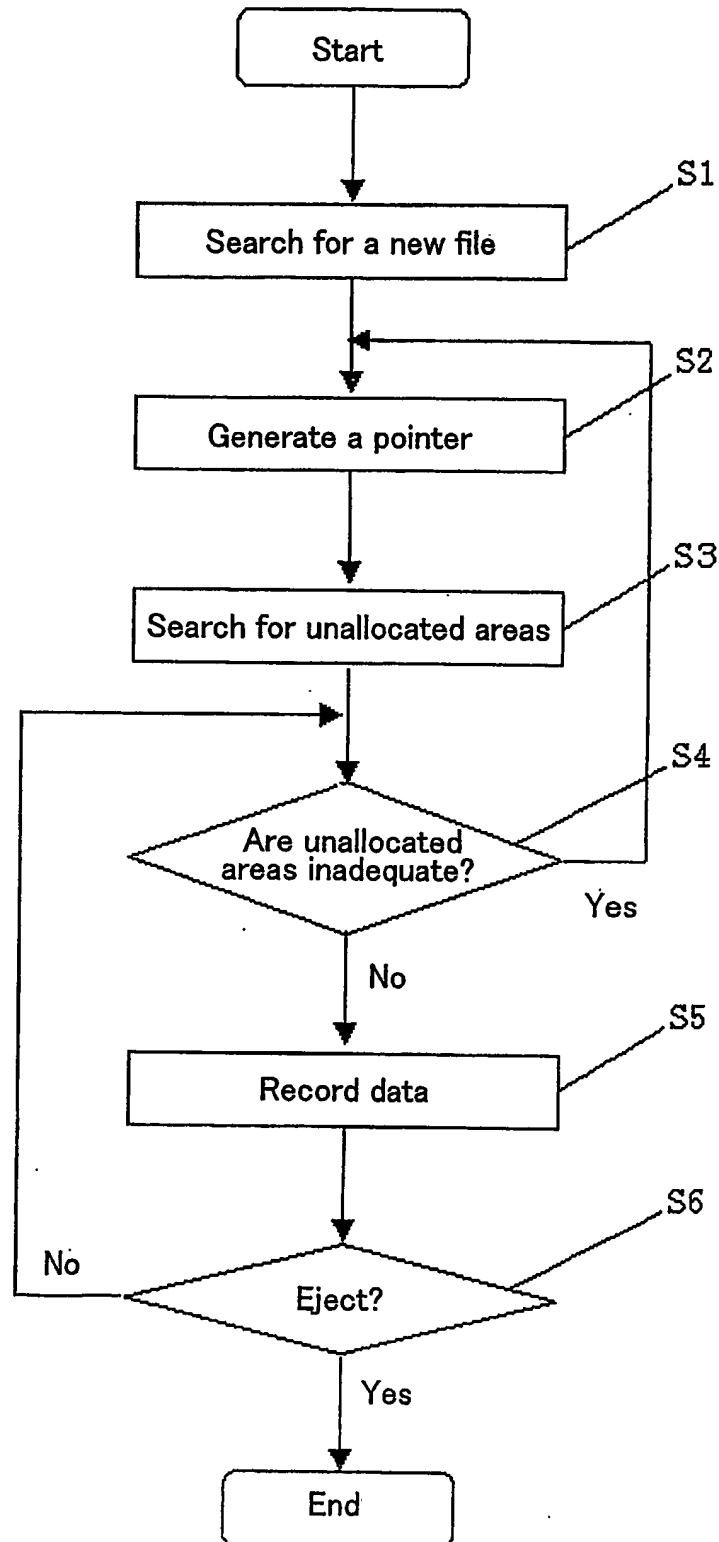 Start
S1
Search for a new file
S2
Generate a pointer
S3
Search for unallocated areas
S4
Are unallocated
areas inadequate?
Yes
No
S5
Record data
S6
No
Eject?
Yes
End